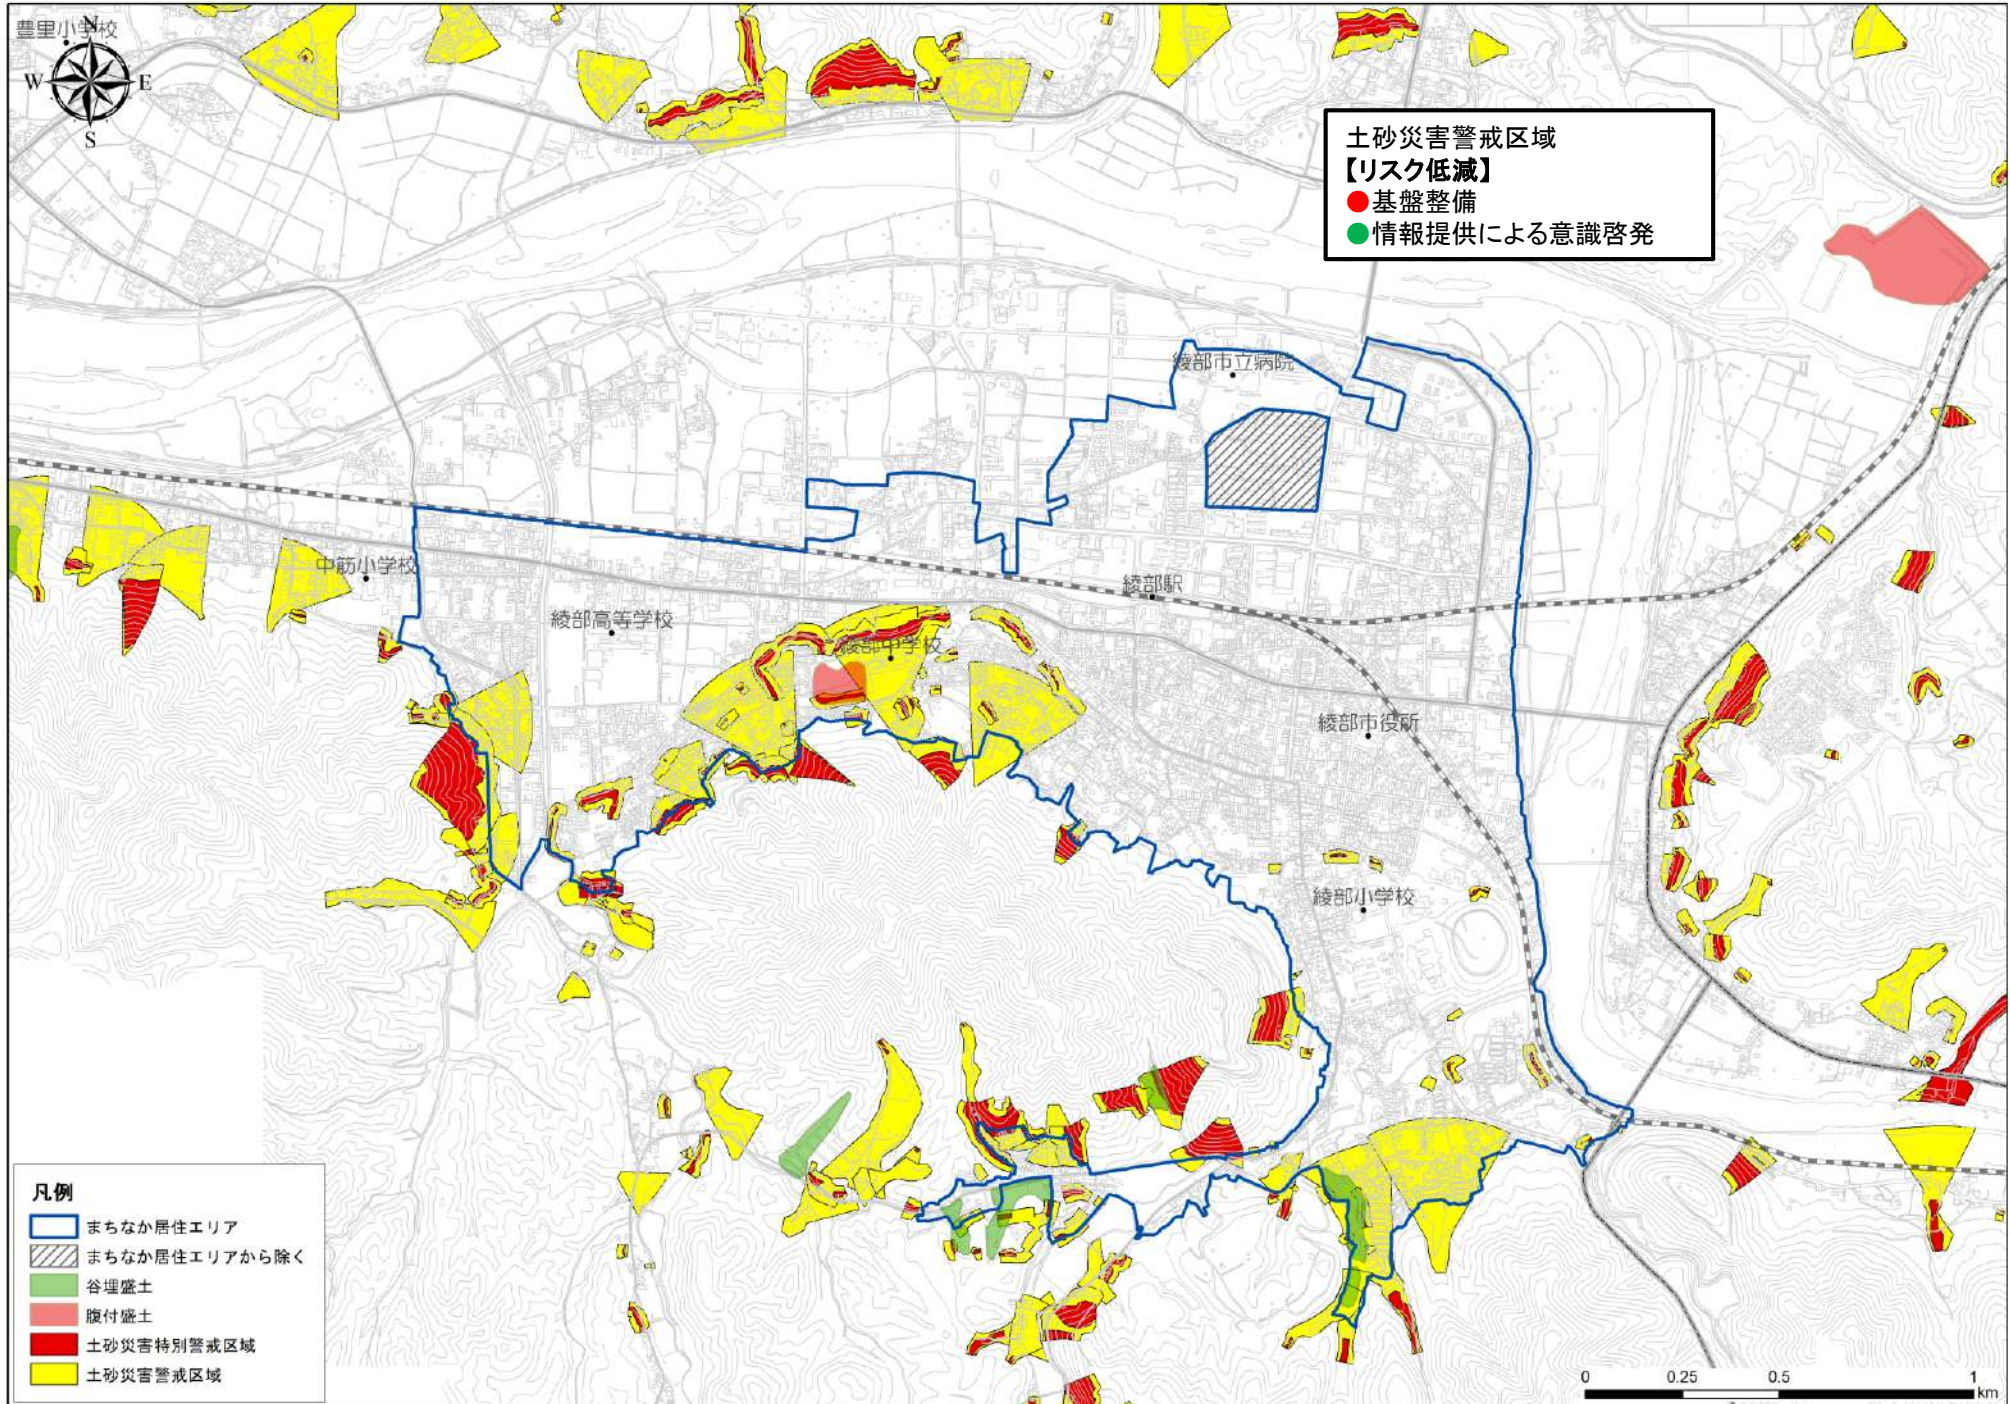 豊里小学校
N
W
E
S
土砂災害警戒区域
【リスク低減】
●基盤整備
●情報提供による意識啓発
綾部市立病院
中筋小学校
綾部高等学校
綾部駅
綾部中学校
綾部市役所
綾部小学校
凡例
まちなか居住エリア
まちなか居住エリアから除く
谷埋盛土
腹付盛土
土砂災害特別警戒区域
土砂災害警戒区域
0 0.25 0.5 1
km